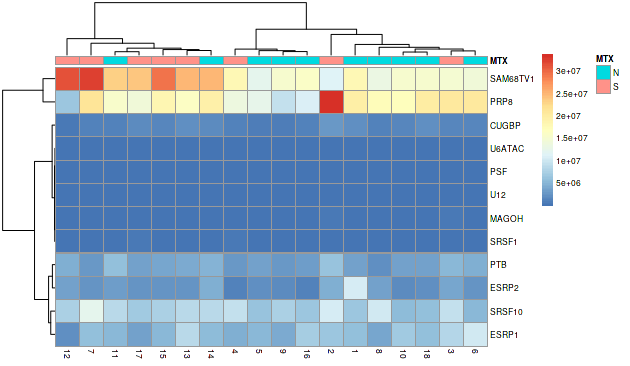 MTX
SAM68TV1
PRP8
CUGBP
U6ATAC
PSF
U12
MAGOH
SRSF1
PTB
ESRP2
SRSF10
ESRP1
12 7 11 17 15 13 14 4 5 9 16 2 1 8 10 18 3 6
3e+07
2.5e+07
2e+07
1.5e+07
1e+07
5e+06
MTX
N
S